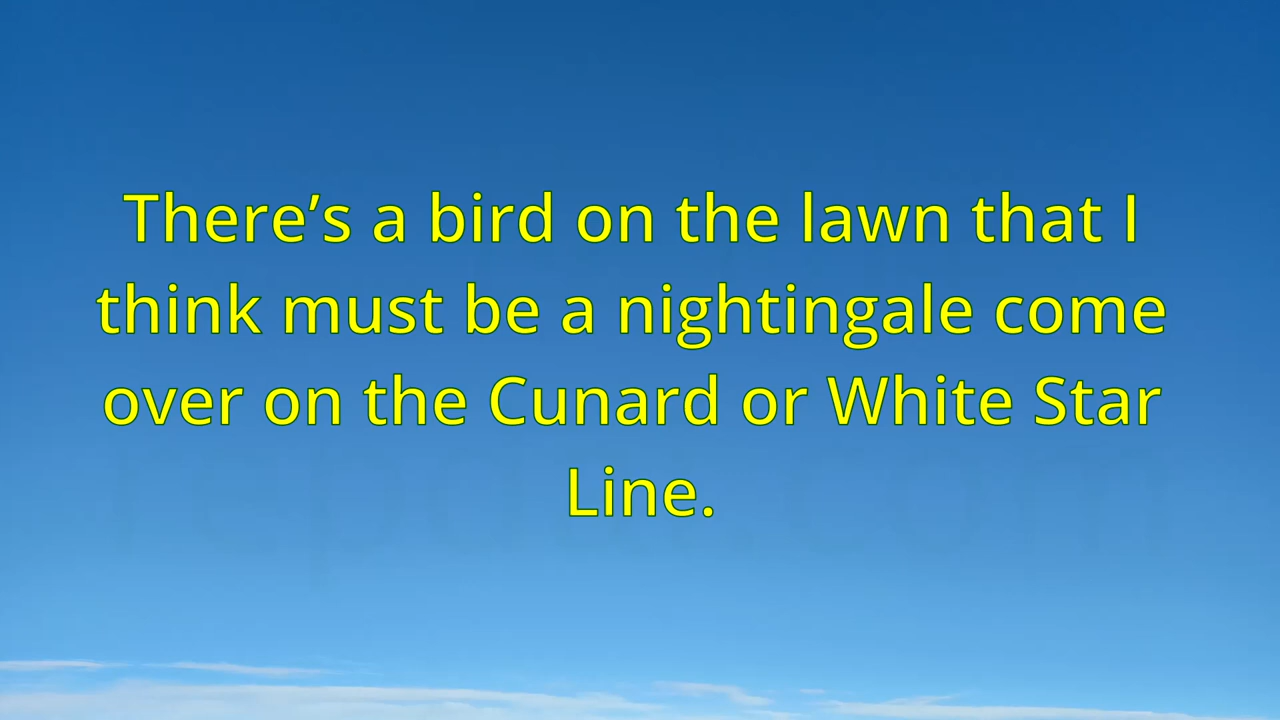 There’s a bird on the lawn that I
think must be a nightingale come
over on the Cunard or White Star
Line.